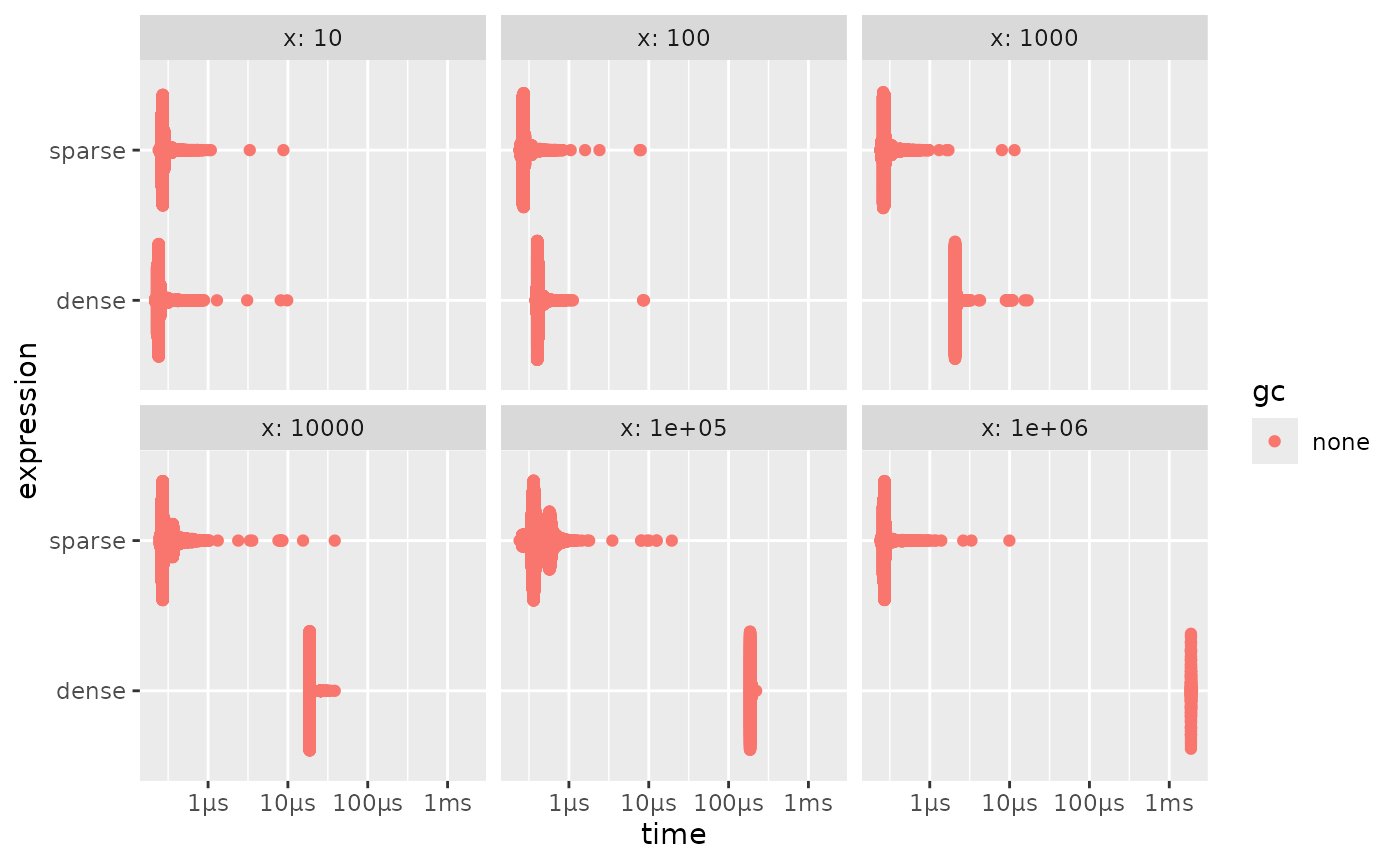 x: 10
x: 100
x: 1000
sparse
dense
x: 10000
x: 1e+05
x: 1e+06
sparse
dense
1µs
10µs
100µs
1ms
1µs
10µs
100µs
1ms
1µs
10µs
100µs
1ms
time
expression
gc
none